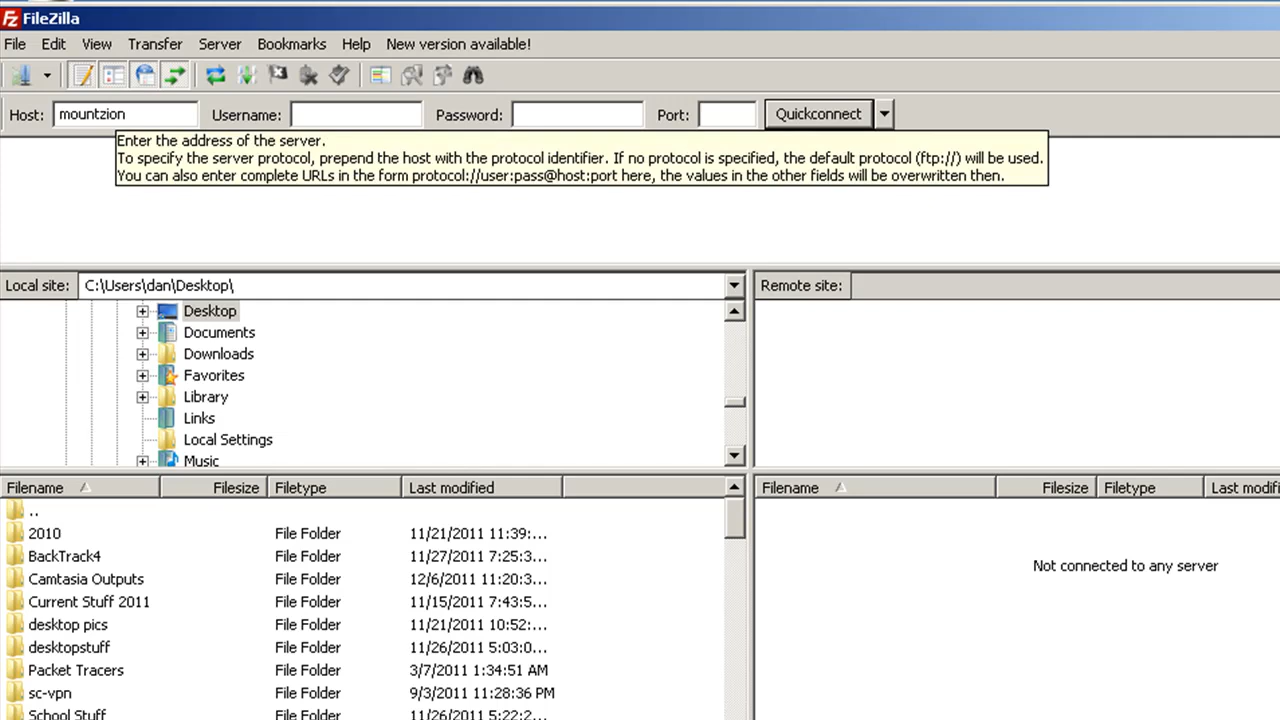 FileZilla
File Edit View Transfer Server Bookmarks Help New version available!
Host: mountzion Username: Password: Port: Quickconnect
Enter the address of the server.
To specify the server protocol, prepend the host with the protocol identifier. If no protocol is specified, the default protocol (ftp://) will be used.
You can also enter complete URLs in the form protocol://user:pass@host:port here, the values in the other fields will be overwritten then.
Local site: C:\Users\dan\Desktop\ Remote site:
Desktop
Documents
Downloads
Favorites
Library
Links
Local Settings
Music
Filename Filesize Filetype Last modified Filename Filesize Filetype Last modifi
..
2010 File Folder 11/21/2011 11:39:...
BackTrack4 File Folder 11/27/2011 7:25:3...
Not connected to any server
Camtasia Outputs File Folder 12/6/2011 11:20:3...
Current Stuff 2011 File Folder 11/15/2011 7:43:5...
desktop pics File Folder 11/21/2011 10:52:...
desktopstuff File Folder 11/26/2011 5:03:0...
Packet Tracers File Folder 3/7/2011 1:34:51 AM
sc-vpn File Folder 9/3/2011 11:28:36 PM
School Stuff File Folder 11/26/2011 5:22:2...